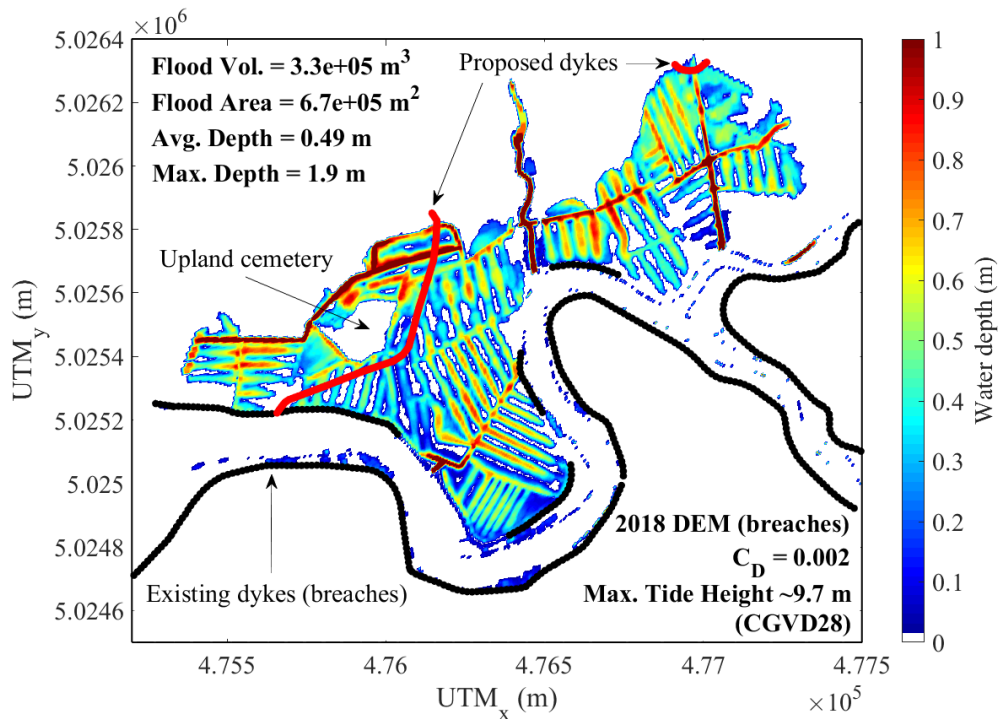 × 10⁶
5.0264
5.0262
5.026
5.0258
5.0256
5.0254
5.0252
5.025
5.0248
5.0246
UTM_y (m)
Flood Vol. = 3.3e+05 m³
Flood Area = 6.7e+05 m²
Avg. Depth = 0.49 m
Max. Depth = 1.9 m
Proposed dykes
Upland cemetery
Existing dykes (breaches)
2018 DEM (breaches)
C_D = 0.002
Max. Tide Height ~9.7 m
(CGVD28)
4.755
4.76
4.765
4.77
4.775
UTM_x (m)
× 10⁵
1
0.9
0.8
0.7
0.6
0.5
0.4
0.3
0.2
0.1
0
Water depth (m)